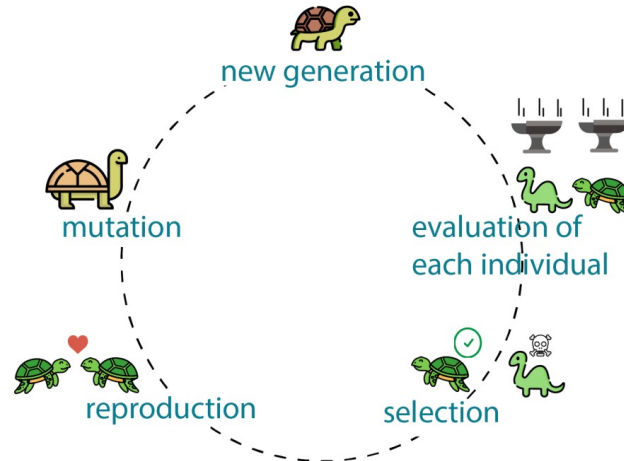 new generation
mutation
evaluation of
each individual
reproduction
selection